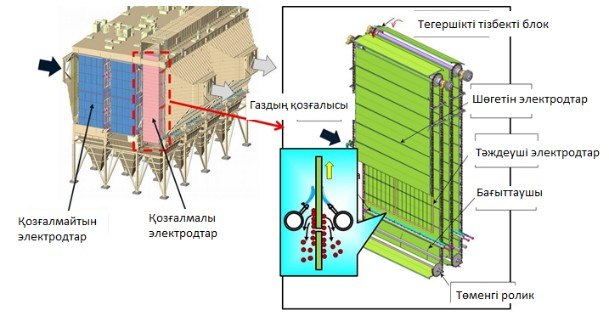 Тегершікті тізбекті блок
Шөгетін электродтар
Газдың қозғалысы
Тәждеуші электродтар
Бағыттаушы
Қозғалмайтын
электродтар
Қозғалмалы
электродтар
Төменгі ролик